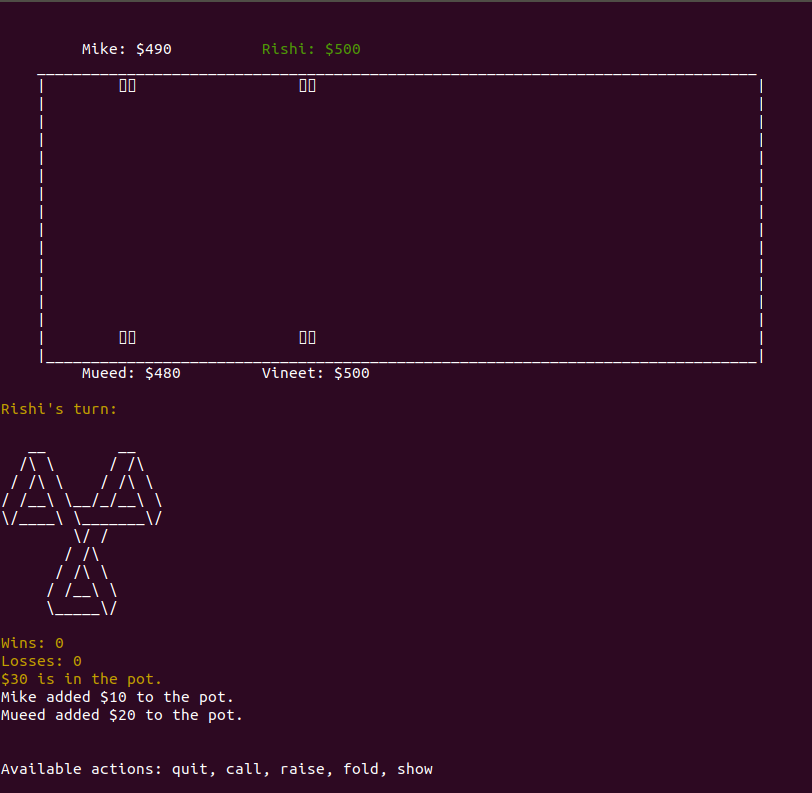 Mike: $490          Rishi: $500
Mueed: $480         Vineet: $500
Rishi's turn:
Wins: 0
Losses: 0
$30 is in the pot.
Mike added $10 to the pot.
Mueed added $20 to the pot.
Available actions: quit, call, raise, fold, show